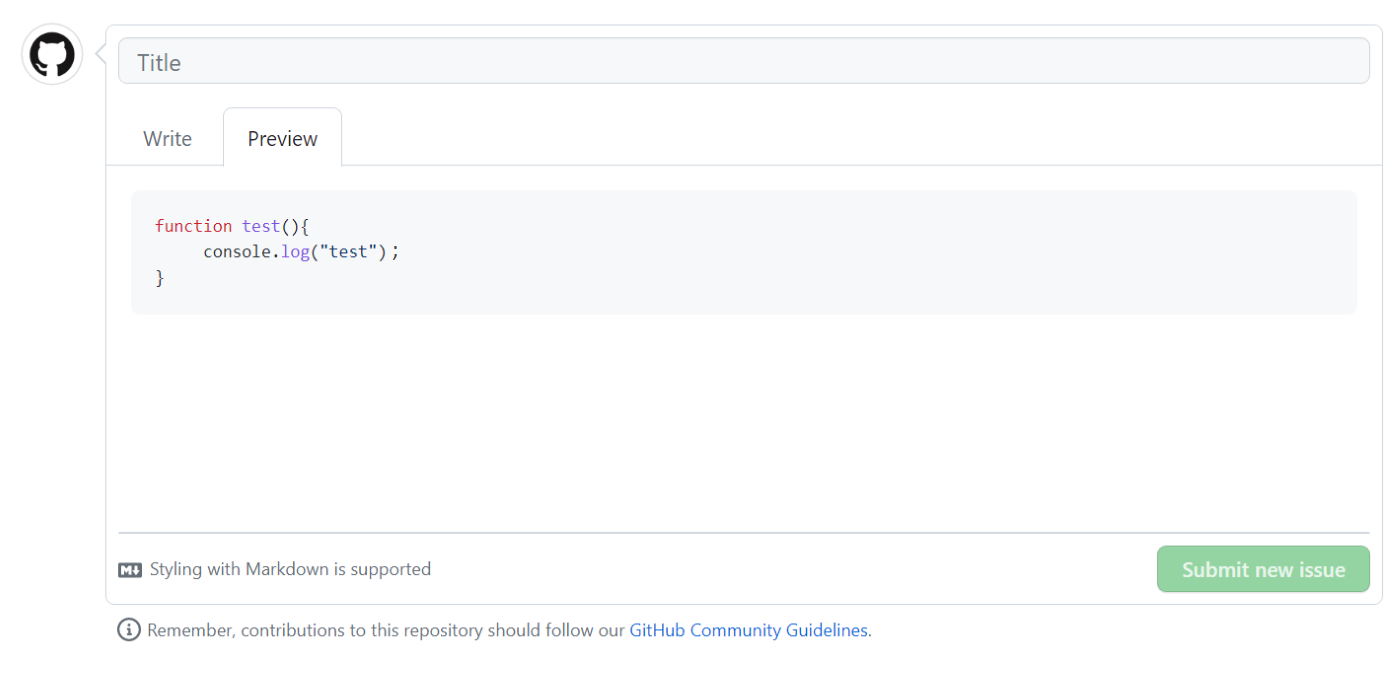 Title
Write Preview
function test(){
     console.log("test");
}
M↓ Styling with Markdown is supported
Submit new issue
Remember, contributions to this repository should follow our GitHub Community Guidelines.